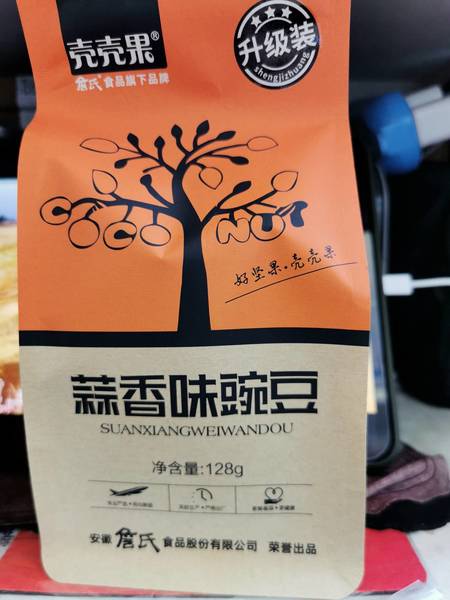 壳壳果®
詹氏®食品旗下品牌
升级装
shengjizhuang
COCO NUT
好坚果·壳壳果
蒜香味豌豆
SUANXIANGWEIWANDOU
净含量:128g
安徽 詹氏 食品股份有限公司 荣誉出品